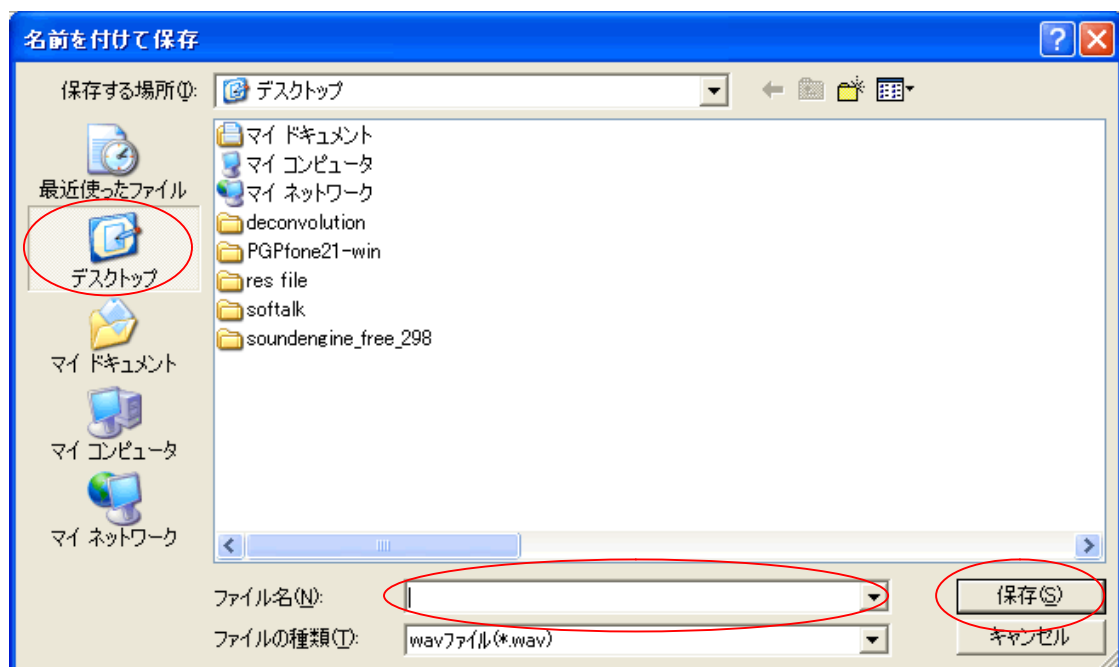 名前を付けて保存
保存する場所(I):
デスクトップ
最近使ったファイル
デスクトップ
マイ ドキュメント
マイ コンピュータ
マイ ネットワーク
マイ ドキュメント
マイ コンピュータ
マイ ネットワーク
deconvolution
PGPfone21-win
res file
softalk
soundengine_free_298
ファイル名(N):
保存(S)
ファイルの種類(T):
wavファイル(*.wav)
キャンセル